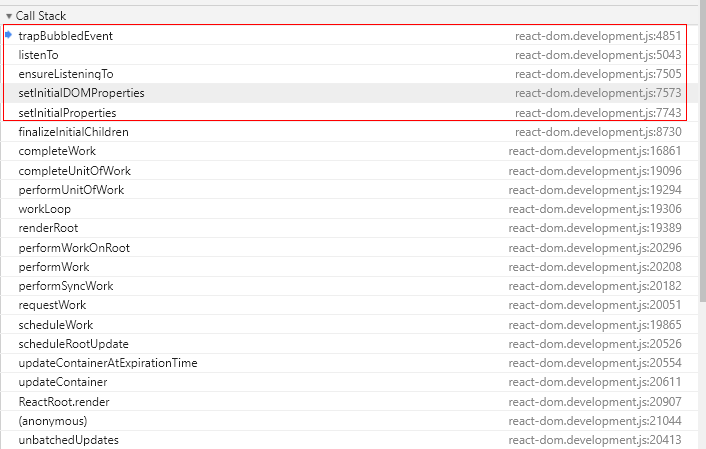 Call Stack
trapBubbledEvent react-dom.development.js:4851
listenTo react-dom.development.js:5043
ensureListeningTo react-dom.development.js:7505
setInitialDOMProperties react-dom.development.js:7573
setInitialProperties react-dom.development.js:7743
finalizeInitialChildren react-dom.development.js:8730
completeWork react-dom.development.js:16861
completeUnitOfWork react-dom.development.js:19096
performUnitOfWork react-dom.development.js:19294
workLoop react-dom.development.js:19306
renderRoot react-dom.development.js:19389
performWorkOnRoot react-dom.development.js:20296
performWork react-dom.development.js:20208
performSyncWork react-dom.development.js:20182
requestWork react-dom.development.js:20051
scheduleWork react-dom.development.js:19865
scheduleRootUpdate react-dom.development.js:20526
updateContainerAtExpirationTime react-dom.development.js:20554
updateContainer react-dom.development.js:20611
ReactRoot.render react-dom.development.js:20907
(anonymous) react-dom.development.js:21044
unbatchedUpdates react-dom.development.js:20413